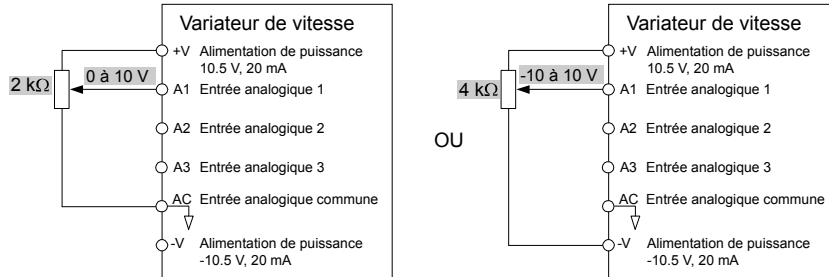 Variateur de vitesse
+V Alimentation de puissance
10.5 V, 20 mA
2 kΩ
0 à 10 V
A1 Entrée analogique 1
A2 Entrée analogique 2
A3 Entrée analogique 3
AC Entrée analogique commune
-V Alimentation de puissance
-10.5 V, 20 mA
OU
Variateur de vitesse
+V Alimentation de puissance
10.5 V, 20 mA
4 kΩ
-10 à 10 V
A1 Entrée analogique 1
A2 Entrée analogique 2
A3 Entrée analogique 3
AC Entrée analogique commune
-V Alimentation de puissance
-10.5 V, 20 mA